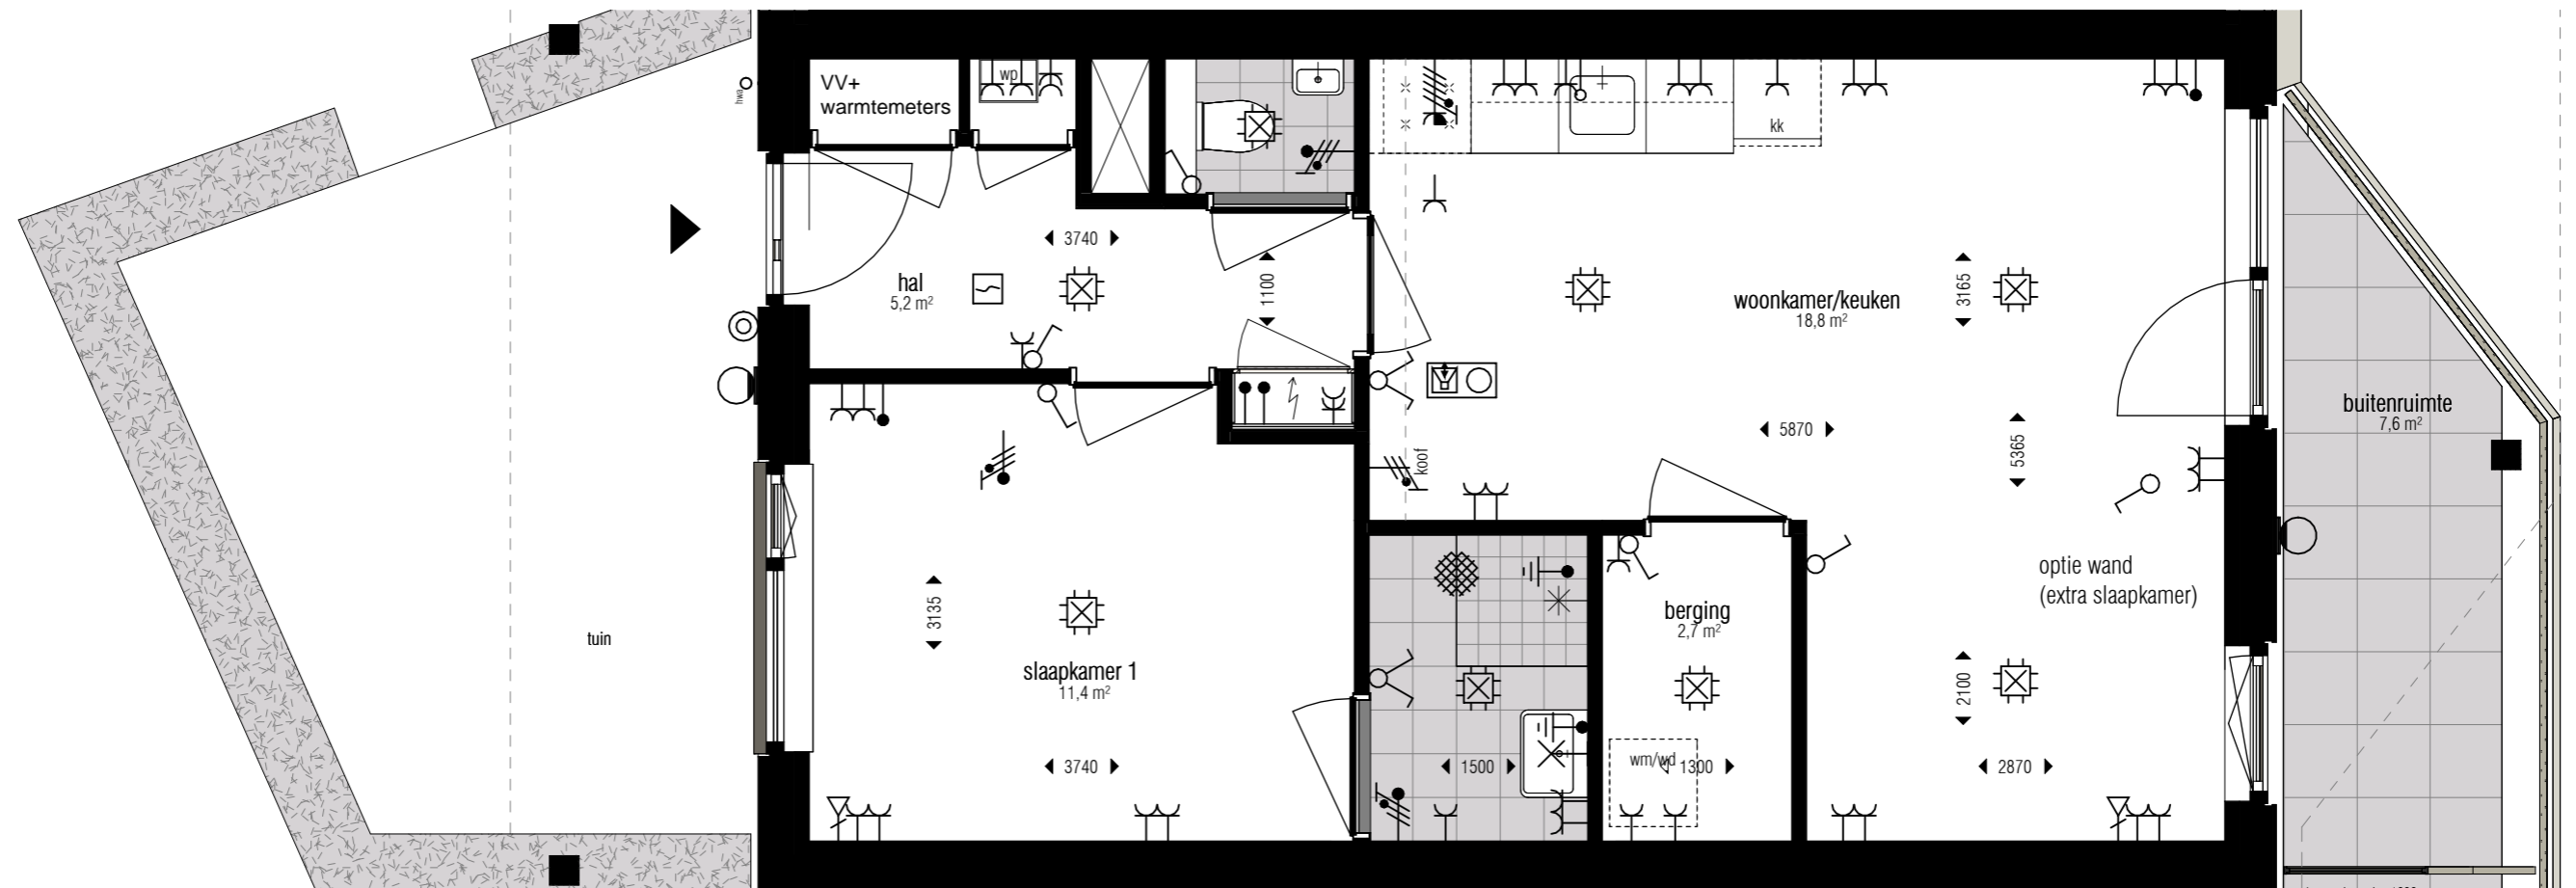 hwa
VV+
warmtemeters
wp
kk
3740
hal
5,2 m²
1100
woonkamer/keuken
18,8 m²
3165
buitenruimte
7,6 m²
5870
5365
koof
optie wand
(extra slaapkamer)
berging
2,7 m²
3135
tuin
slaapkamer 1
11,4 m²
2100
3740
1500
wm/wd
1300
2870